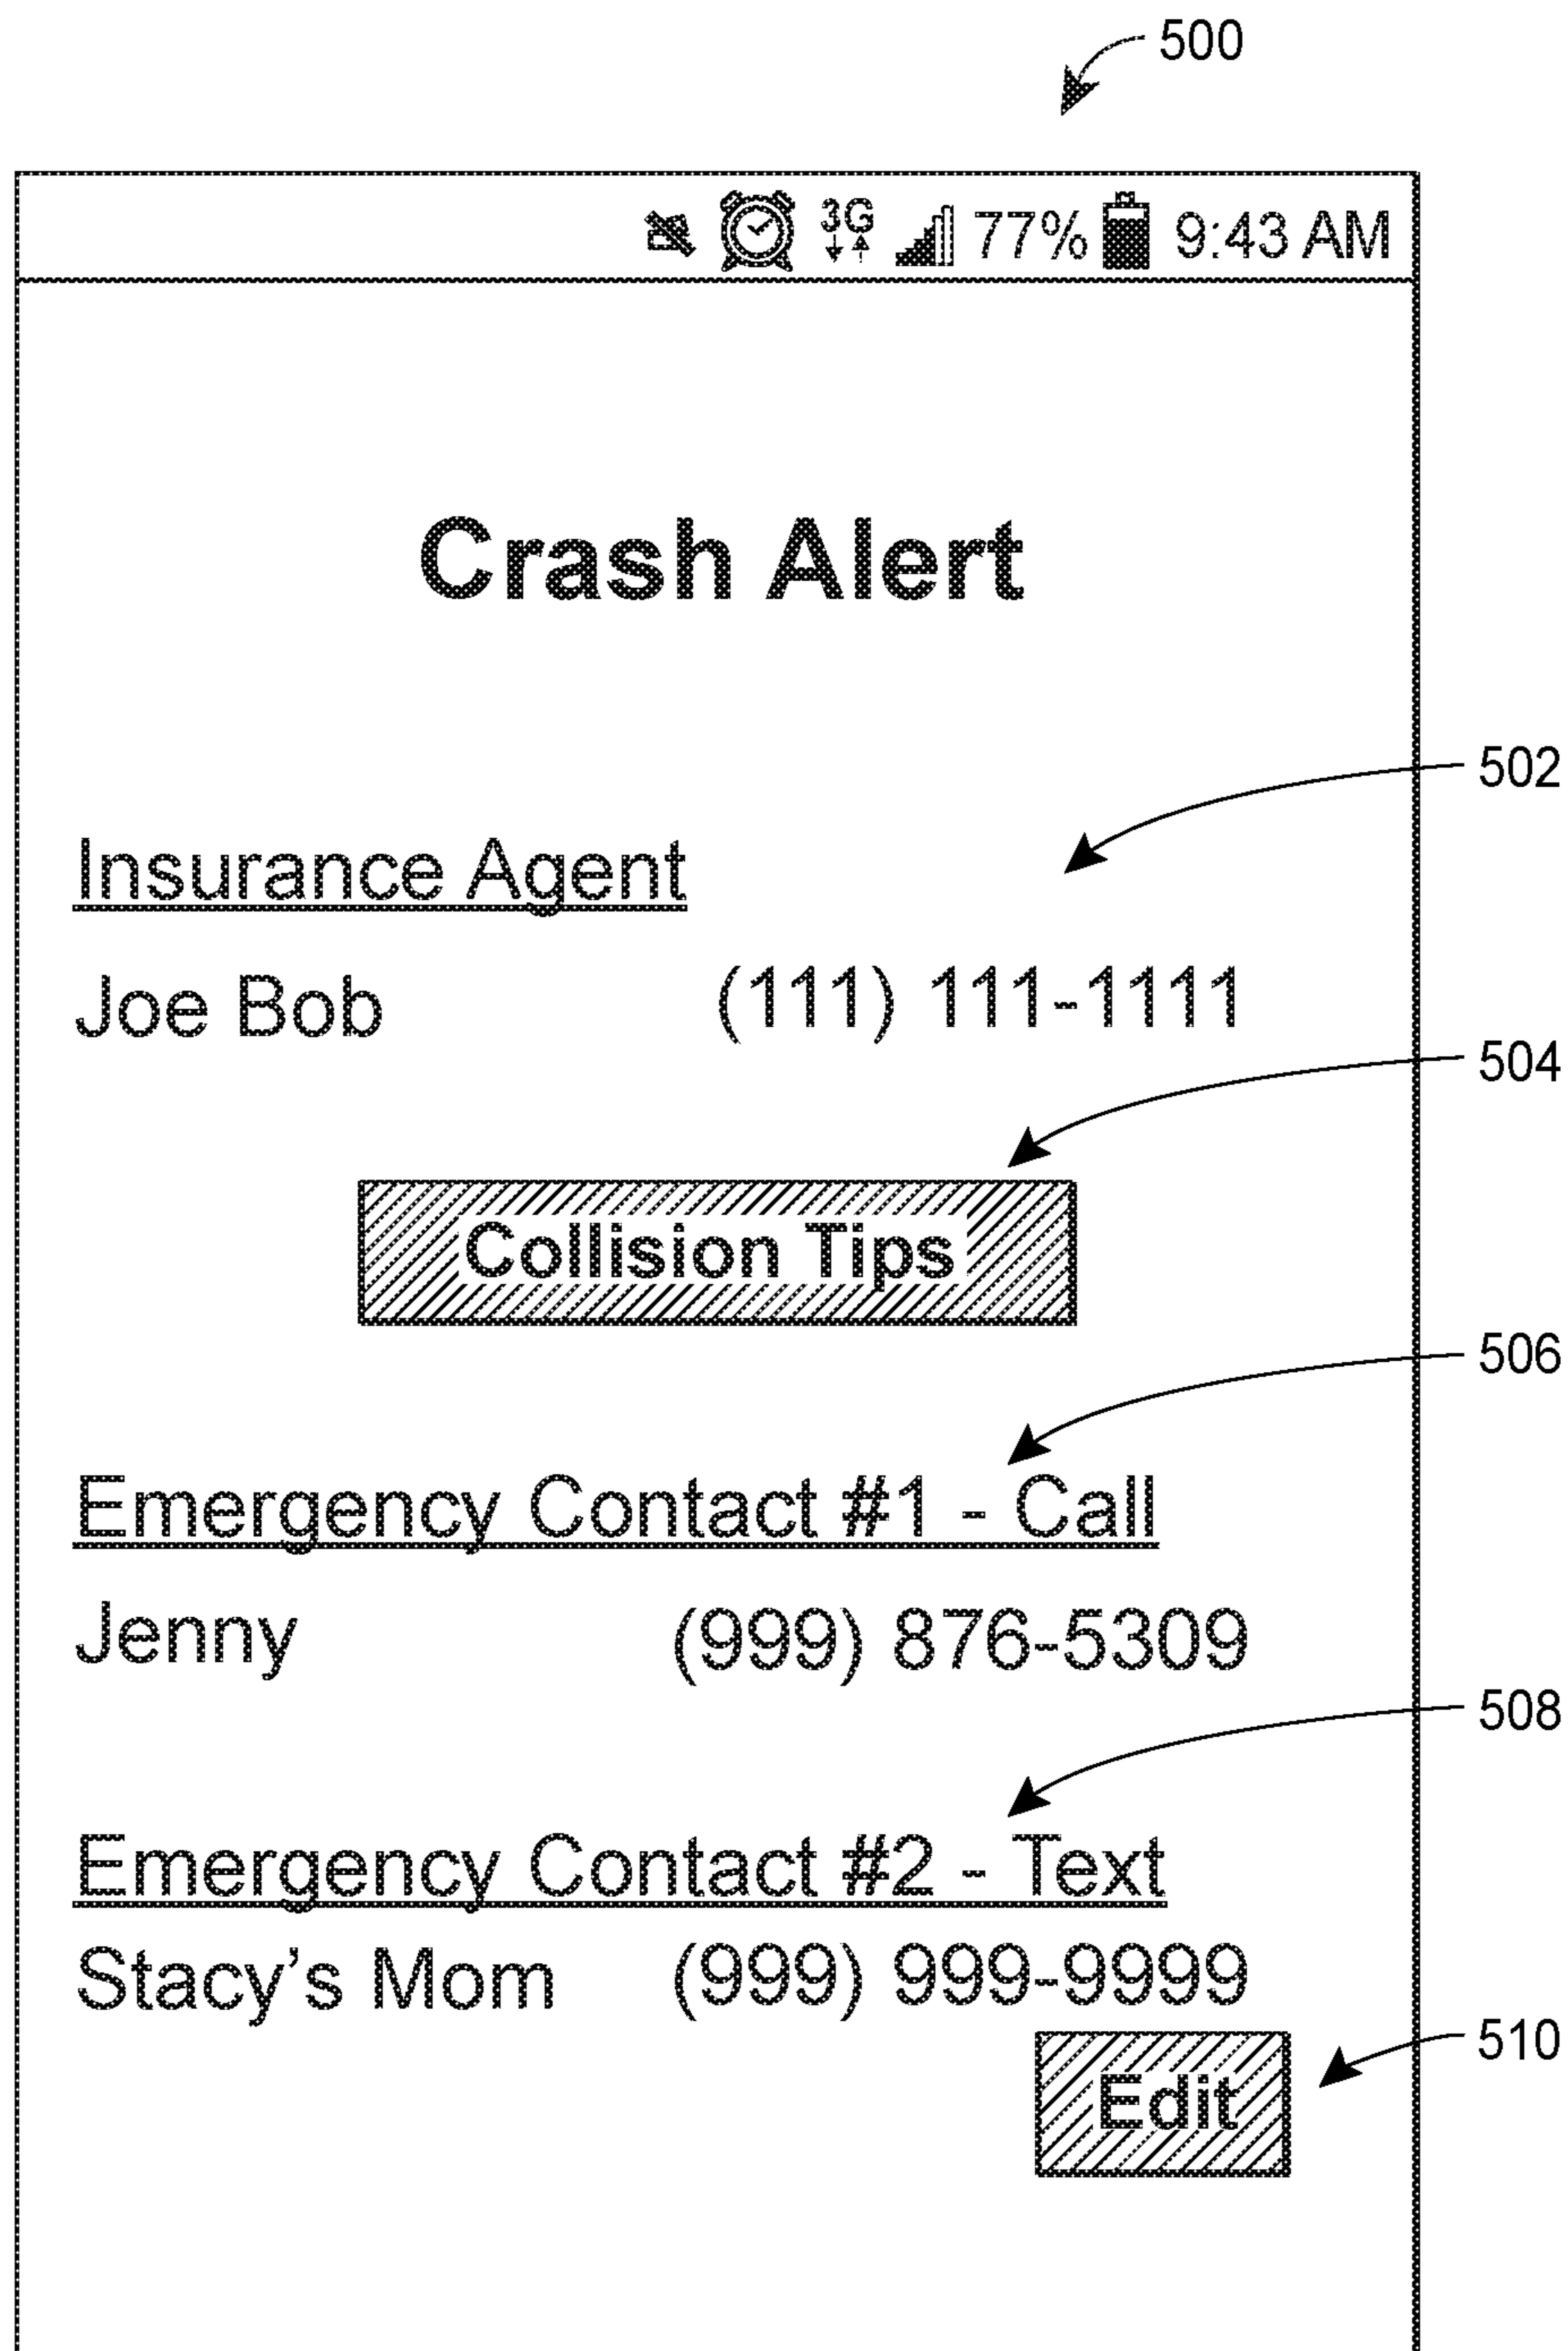 500
3G 77% 9:43 AM
Crash Alert
502
Insurance Agent
Joe Bob (111) 111-1111
504
Collision Tips
506
Emergency Contact #1 - Call
Jenny (999) 876-5309
508
Emergency Contact #2 - Text
Stacy’s Mom (999) 999-9999
510
Edit